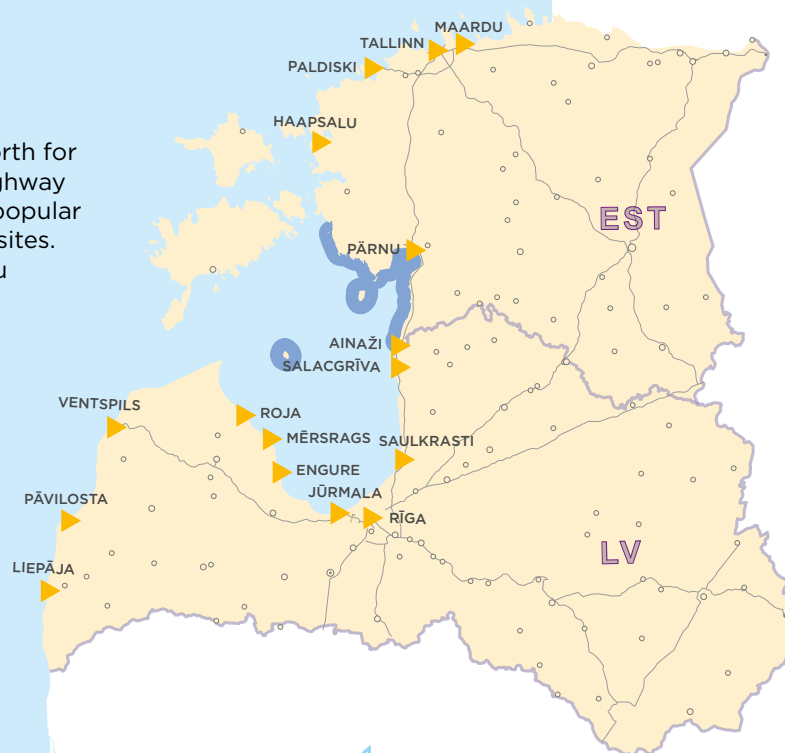 MAARDU
TALLINN
PALDISKI
HAAPSALU
orth for
ghway
popular
sites.
u
EST
PÄRNU
AINAŽI
SALACGRĪVA
VENTSPILS
ROJA
MĒRSRAGS
SAULKRASTI
ENGURE
JŪRMALA
PĀVILOSTA
RĪGA
LV
LIEPĀJA